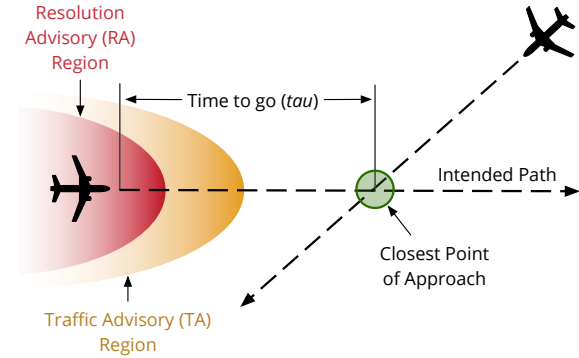 Resolution
Advisory (RA)
Region
Time to go (tau)
Intended Path
Closest Point
of Approach
Traffic Advisory (TA)
Region